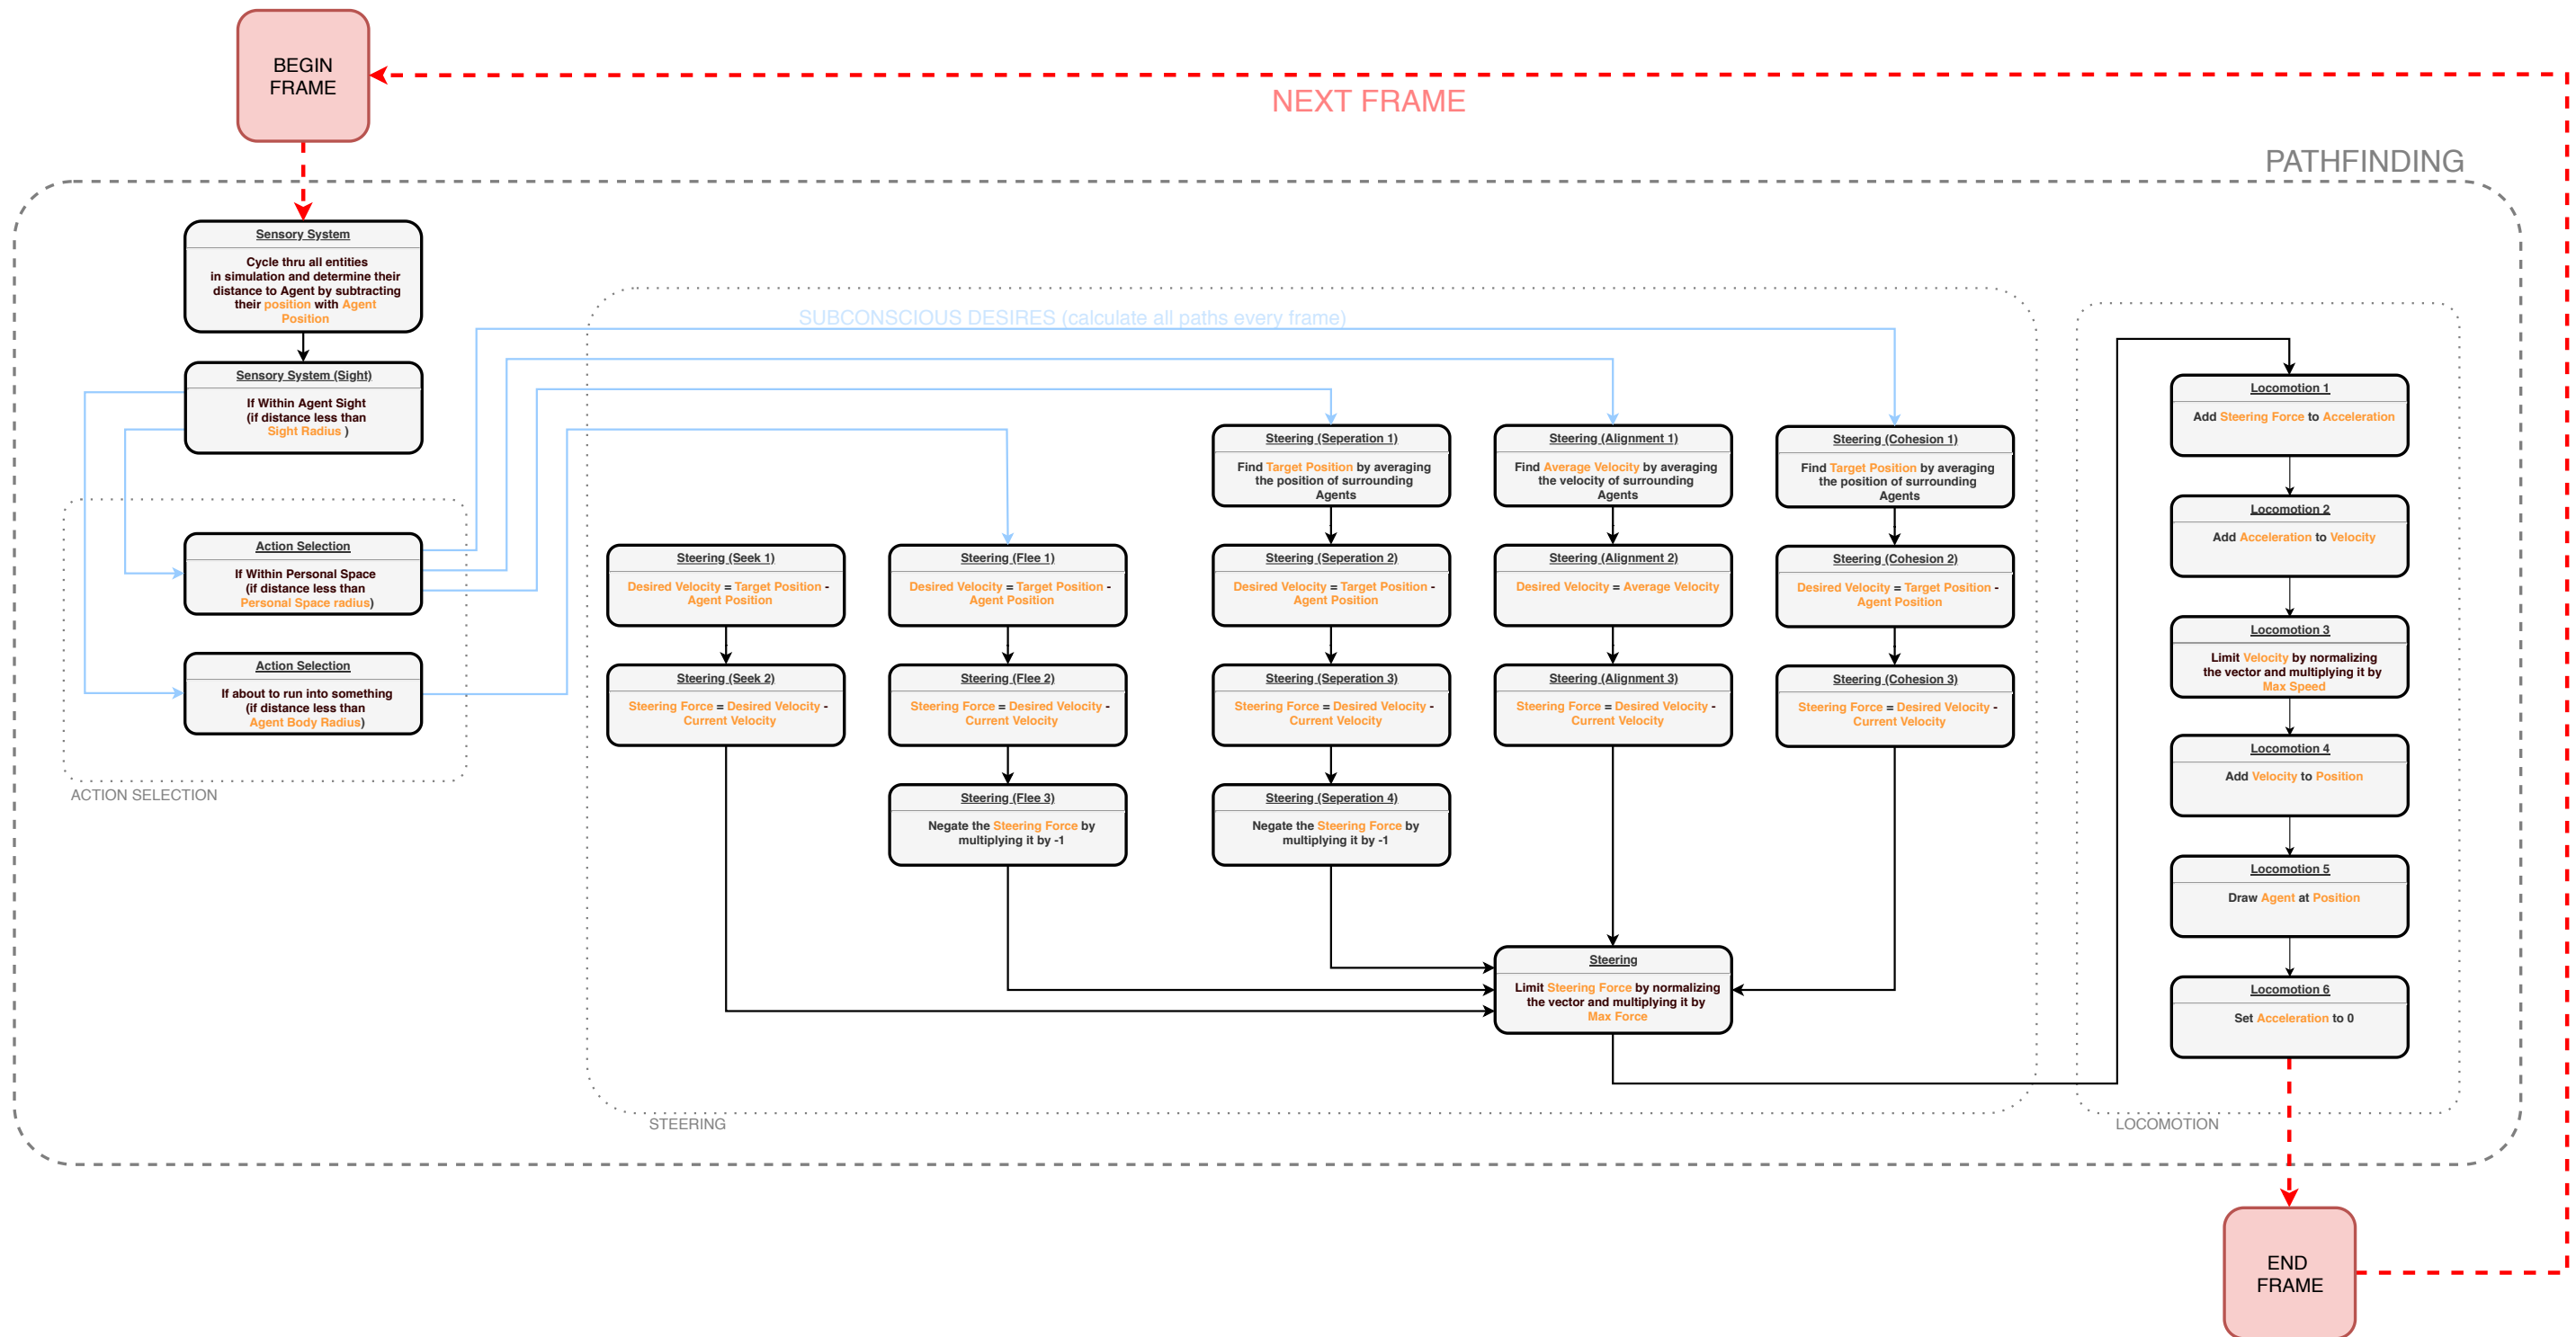 BEGIN
FRAME
NEXT FRAME
PATHFINDING
Sensory System
Cycle thru all entities
in simulation and determine their
distance to Agent by subtracting
their position with Agent
Position
Sensory System (Sight)
If Within Agent Sight
(if distance less than
Sight Radius )
Action Selection
If Within Personal Space
(if distance less than
Personal Space radius)
Action Selection
If about to run into something
(if distance less than
Agent Body Radius)
ACTION SELECTION
SUBCONSCIOUS DESIRES (calculate all paths every frame)
Steering (Seek 1)
Desired Velocity = Target Position -
Agent Position
Steering (Seek 2)
Steering Force = Desired Velocity -
Current Velocity
Steering (Flee 1)
Desired Velocity = Target Position -
Agent Position
Steering (Flee 2)
Steering Force = Desired Velocity -
Current Velocity
Steering (Flee 3)
Negate the Steering Force by
multiplying it by -1
Steering (Seperation 1)
Find Target Position by averaging
the position of surrounding
Agents
Steering (Seperation 2)
Desired Velocity = Target Position -
Agent Position
Steering (Seperation 3)
Steering Force = Desired Velocity -
Current Velocity
Steering (Seperation 4)
Negate the Steering Force by
multiplying it by -1
Steering (Alignment 1)
Find Average Velocity by averaging
the velocity of surrounding
Agents
Steering (Alignment 2)
Desired Velocity = Average Velocity
Steering (Alignment 3)
Steering Force = Desired Velocity -
Current Velocity
Steering (Cohesion 1)
Find Target Position by averaging
the position of surrounding
Agents
Steering (Cohesion 2)
Desired Velocity = Target Position -
Agent Position
Steering (Cohesion 3)
Steering Force = Desired Velocity -
Current Velocity
Steering
Limit Steering Force by normalizing
the vector and multiplying it by
Max Force
STEERING
Locomotion 1
Add Steering Force to Acceleration
Locomotion 2
Add Acceleration to Velocity
Locomotion 3
Limit Velocity by normalizing
the vector and multiplying it by
Max Speed
Locomotion 4
Add Velocity to Position
Locomotion 5
Draw Agent at Position
Locomotion 6
Set Acceleration to 0
LOCOMOTION
END
FRAME